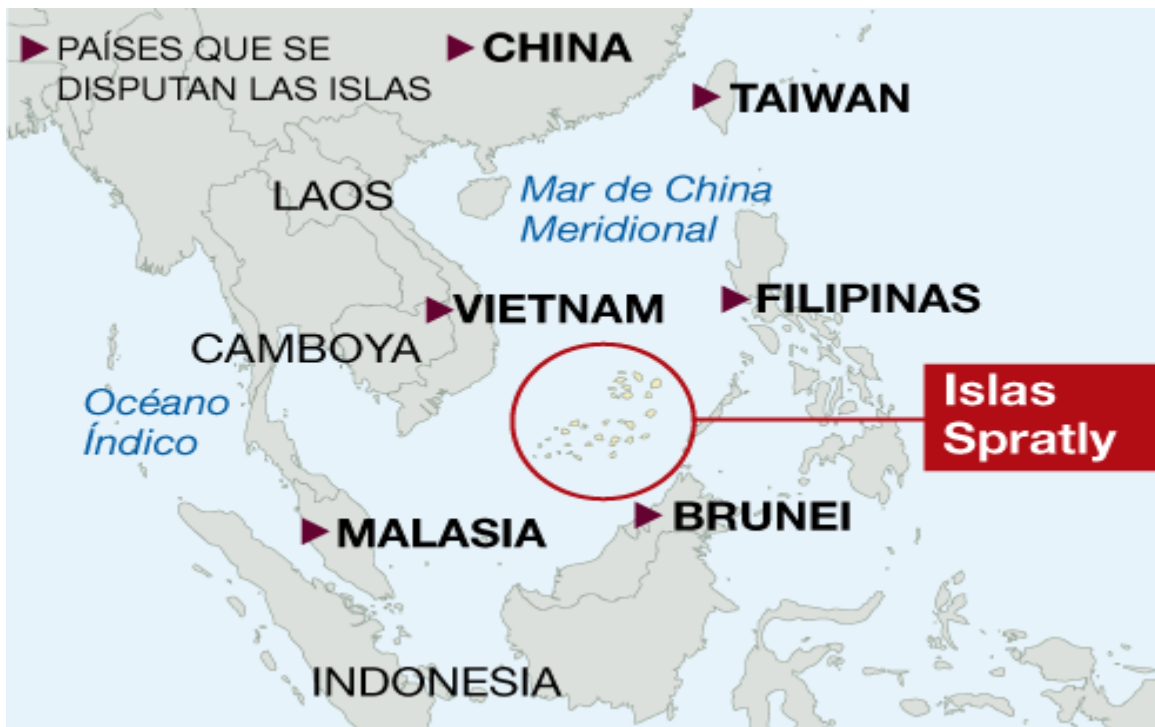 PAÍSES QUE SE
DISPUTAN LAS ISLAS
CHINA
TAIWAN
LAOS
Mar de China
Meridional
VIETNAM
FILIPINAS
CAMBOYA
Océano
Índico
Islas
Spratly
MALASIA
BRUNEI
INDONESIA